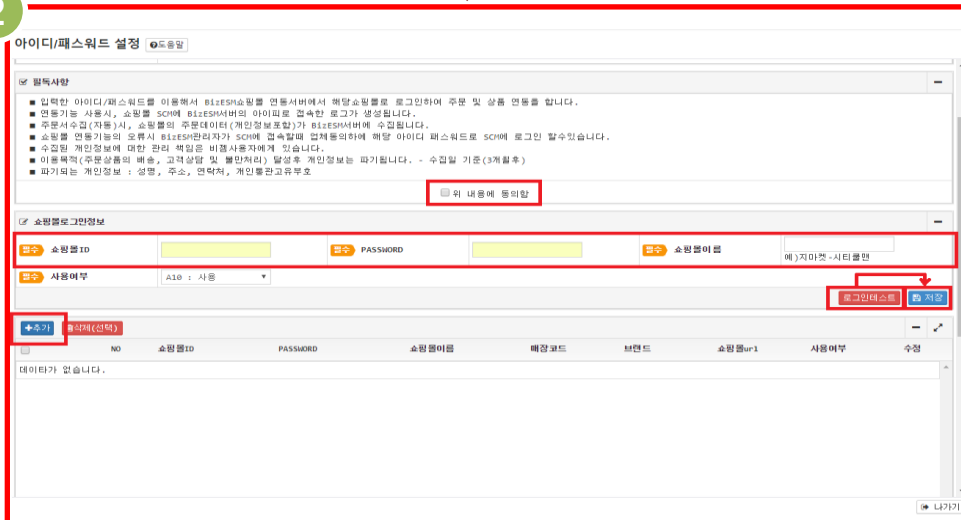 2
아이디/패스워드 설정 도움말
필독사항
■ 입력한 아이디/패스워드를 이용해서 BizESM쇼핑몰 연동서버에서 해당쇼핑몰로 로그인하여 주문 및 상품 연동을 합니다.
■ 연동기능 사용시, 쇼핑몰 SCM에 BizESM서버의 아이피로 접속한 로그가 생성됩니다.
■ 주문서수집(자동)시, 쇼핑몰의 주문데이터(개인정보포함)가 BizESM서버에 수집됩니다.
■ 쇼핑몰 연동기능의 오류시 BizESM관리자가 SCM에 접속할때 업체동의하에 해당 아이디 패스워드로 SCM에 로그인 할수있습니다.
■ 수집된 개인정보에 대한 관리 책임은 비젬사용자에게 있습니다.
■ 이용목적(주문상품의 배송, 고객상담 및 불만처리) 달성후 개인정보는 파기됩니다. - 수집일 기준(3개월후)
■ 파기되는 개인정보 : 성명, 주소, 연락처, 개인통관고유부호
위 내용에 동의함
쇼핑몰로그인정보
필수 쇼핑몰ID 필수 PASSWORD 필수 쇼핑몰이름
예)지마켓-시티쿨맨
필수 사용여부 A10 : 사용
로그인테스트 저장
추가 삭제(선택)
NO 쇼핑몰ID PASSWORD 쇼핑몰이름 매장코드 브랜드 쇼핑몰url 사용여부 수정
데이타가 없습니다.
나가기